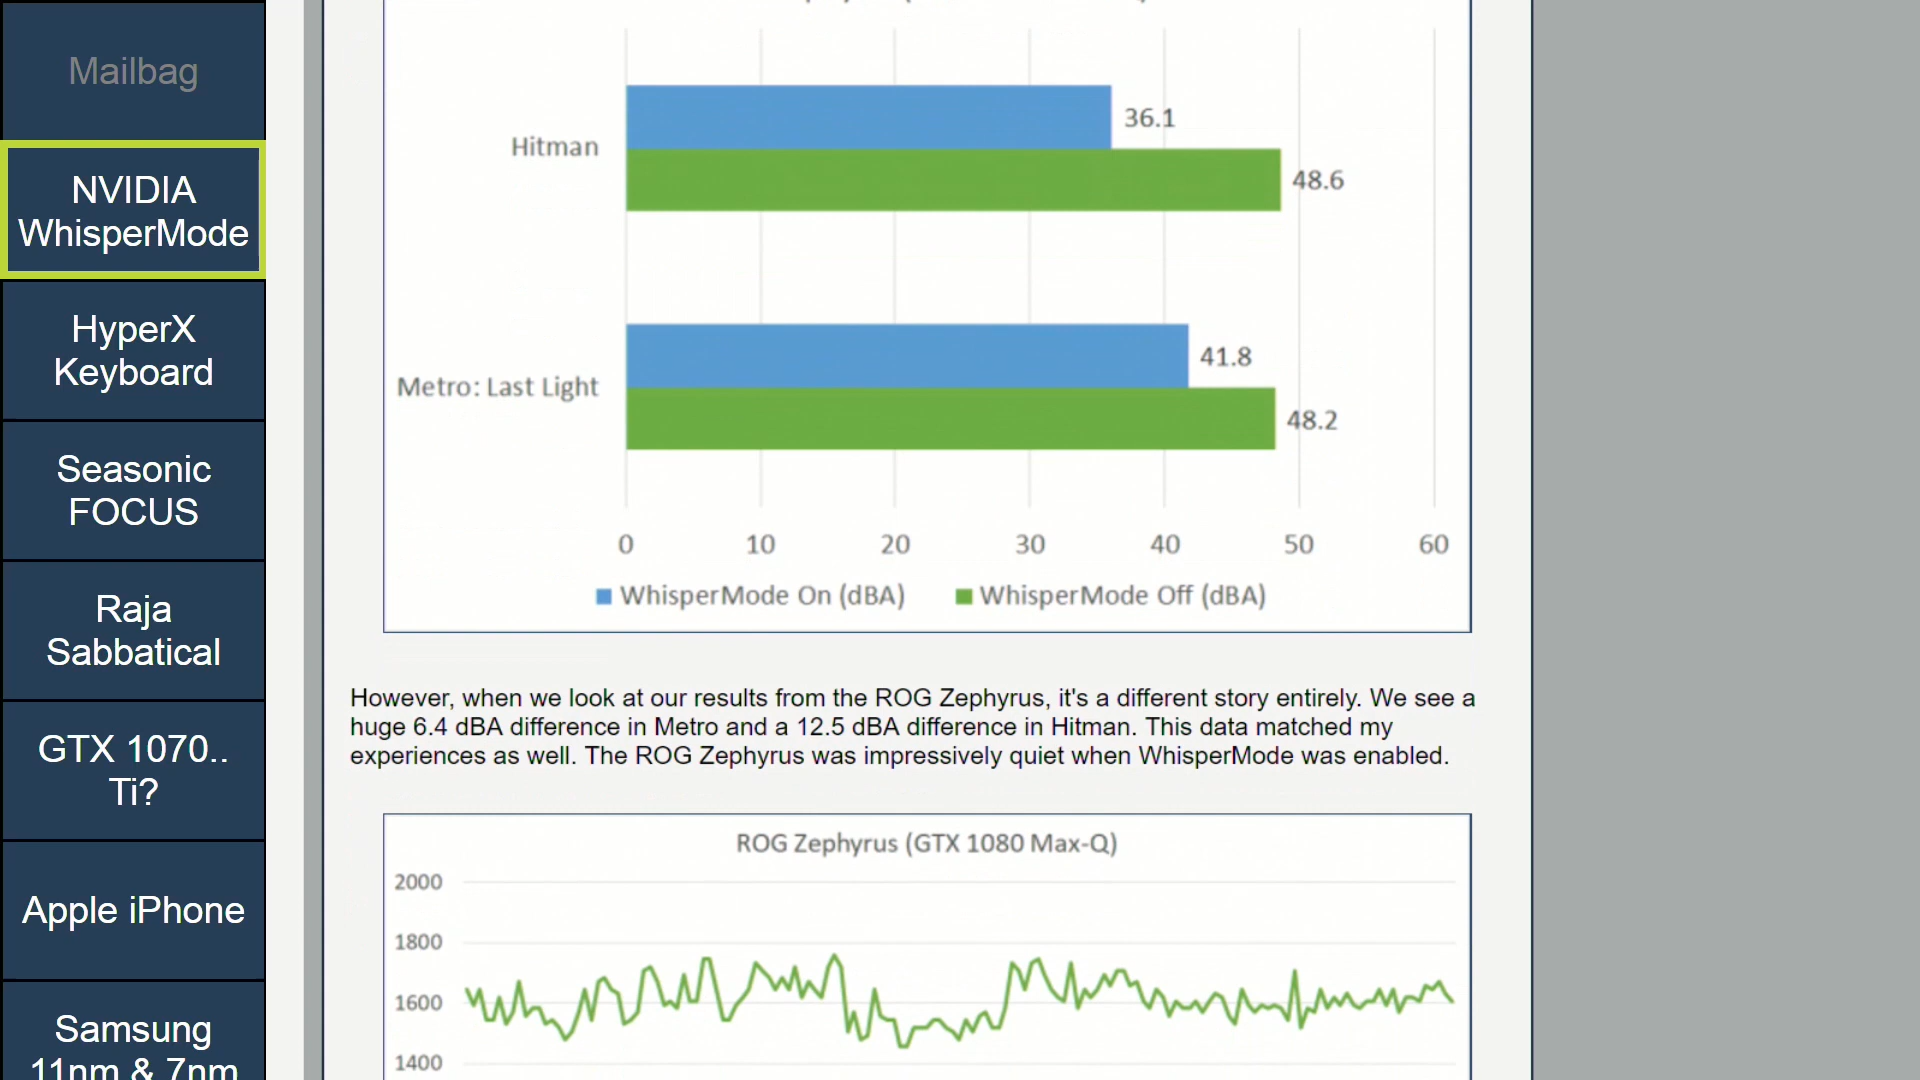 Mailbag
NVIDIA
WhisperMode
HyperX
Keyboard
Seasonic
FOCUS
Raja
Sabbatical
GTX 1070..
Ti?
Apple iPhone
Samsung
11nm & 7nm
Hitman
36.1
48.6
Metro: Last Light
41.8
48.2
0 10 20 30 40 50 60
WhisperMode On (dBA) WhisperMode Off (dBA)
However, when we look at our results from the ROG Zephyrus, it's a different story entirely. We see a
huge 6.4 dBA difference in Metro and a 12.5 dBA difference in Hitman. This data matched my
experiences as well. The ROG Zephyrus was impressively quiet when WhisperMode was enabled.
ROG Zephyrus (GTX 1080 Max-Q)
2000
1800
1600
1400